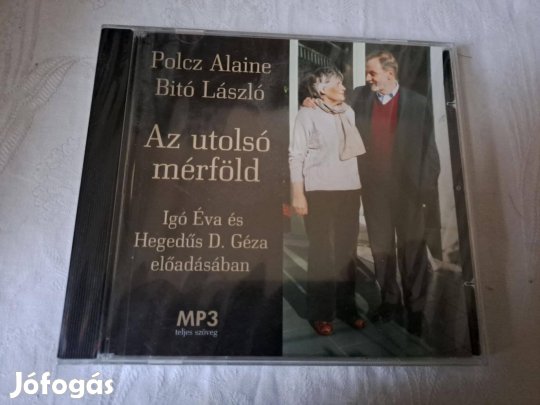 Polcz Alaine
Bitó László
Az utolsó
mérföld
Igó Éva és
Hegedűs D. Géza
előadásában
MP3
teljes szöveg
Jófogás